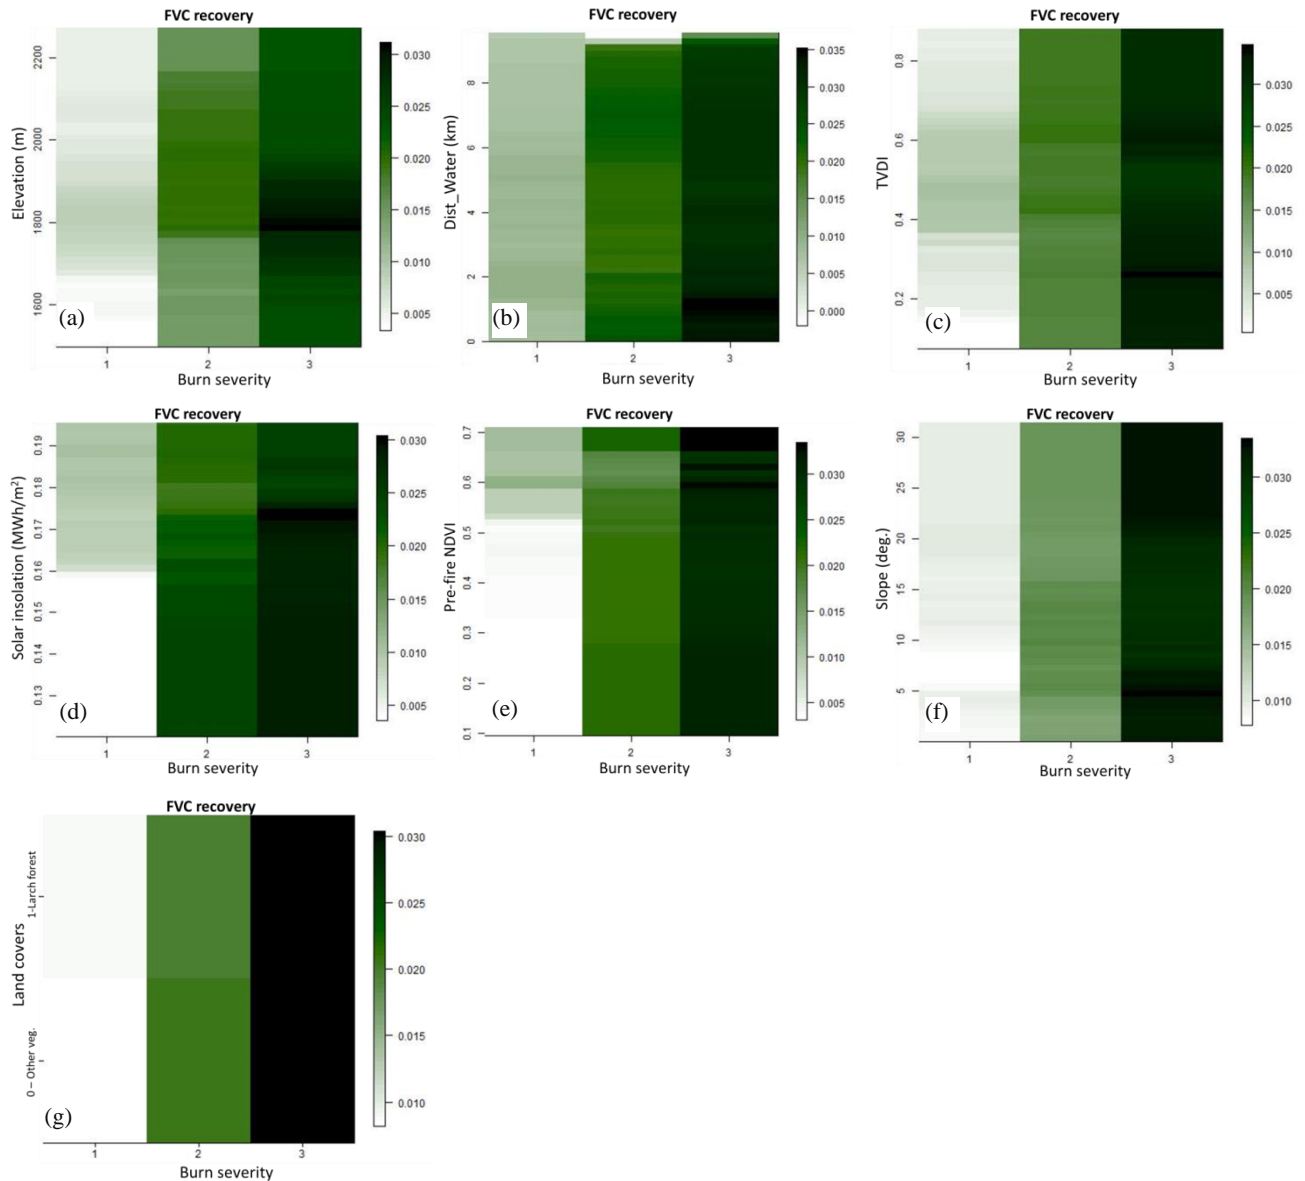 FVC recovery
Elevation (m)
2200
2000
1800
1600
0.030
0.025
0.020
0.015
0.010
0.005
(a)
1 2 3
Burn severity
FVC recovery
Dist_Water (km)
8
6
4
2
0
0.035
0.030
0.025
0.020
0.015
0.010
0.005
0.000
(b)
1 2 3
Burn severity
FVC recovery
TVDI
0.8
0.6
0.4
0.2
0.030
0.025
0.020
0.015
0.010
0.005
(c)
1 2 3
Burn severity
FVC recovery
Solar insolation (MWh/m²)
0.19
0.18
0.17
0.16
0.15
0.14
0.13
0.030
0.025
0.020
0.015
0.010
0.005
(d)
1 2 3
Burn severity
FVC recovery
Pre-fire NDVI
0.7
0.6
0.5
0.4
0.3
0.2
0.1
0.030
0.025
0.020
0.015
0.010
0.005
(e)
1 2 3
Burn severity
FVC recovery
Slope (deg.)
30
25
20
15
10
5
0.030
0.025
0.020
0.015
0.010
(f)
1 2 3
Burn severity
FVC recovery
Land covers
1-Larch forest
0 – Other veg.
0.030
0.025
0.020
0.015
0.010
(g)
1 2 3
Burn severity